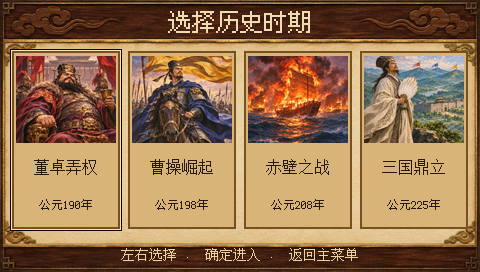 选择历史时期
董卓弄权
公元190年
曹操崛起
公元198年
赤壁之战
公元208年
三国鼎立
公元225年
左右选择 · 确定进入 · 返回主菜单